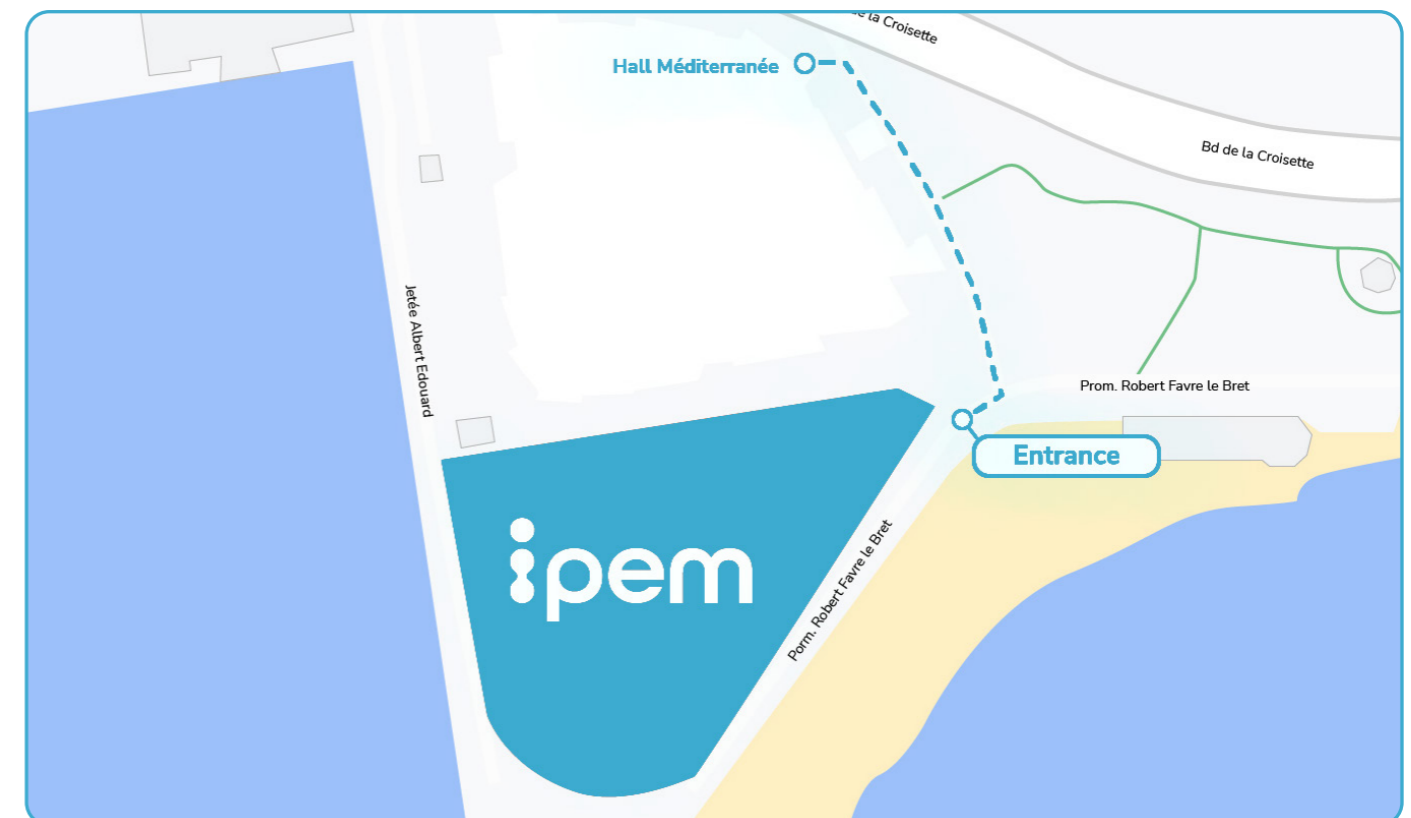 de la Croisette
Hall Méditerranée
Bd de la Croisette
Jetée Albert Edouard
Prom. Robert Favre le Bret
Entrance
ipem
Porm. Robert Favre le Bret